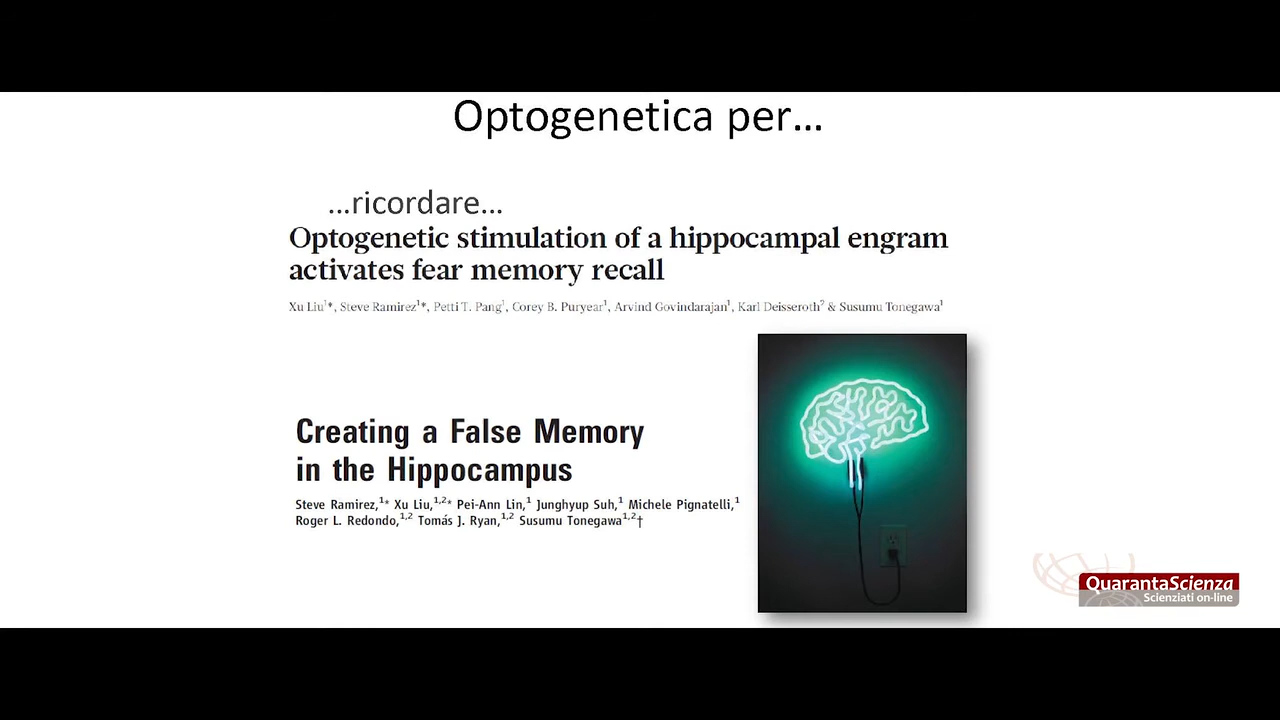 Optogenetica per...
...ricordare...
Optogenetic stimulation of a hippocampal engram
activates fear memory recall
Xu Liu¹*, Steve Ramirez¹*, Petti T. Pang¹, Corey B. Puryear¹, Arvind Govindarajan¹, Karl Deisseroth² & Susumu Tonegawa¹
Creating a False Memory
in the Hippocampus
Steve Ramirez,¹* Xu Liu,¹,²* Pei-Ann Lin,¹ Junghyup Suh,¹ Michele Pignatelli,¹
Roger L. Redondo,¹,² Tomás J. Ryan,¹,² Susumu Tonegawa¹,²†
QuarantaScienza
Scienziati on-line